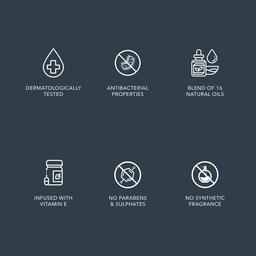 DERMATOLOGICALLY
TESTED
ANTIBACTERIAL
PROPERTIES
BLEND OF 16
NATURAL OILS
INFUSED WITH
VITAMIN E
NO PARABENS
& SULPHATES
NO SYNTHETIC
FRAGRANCE